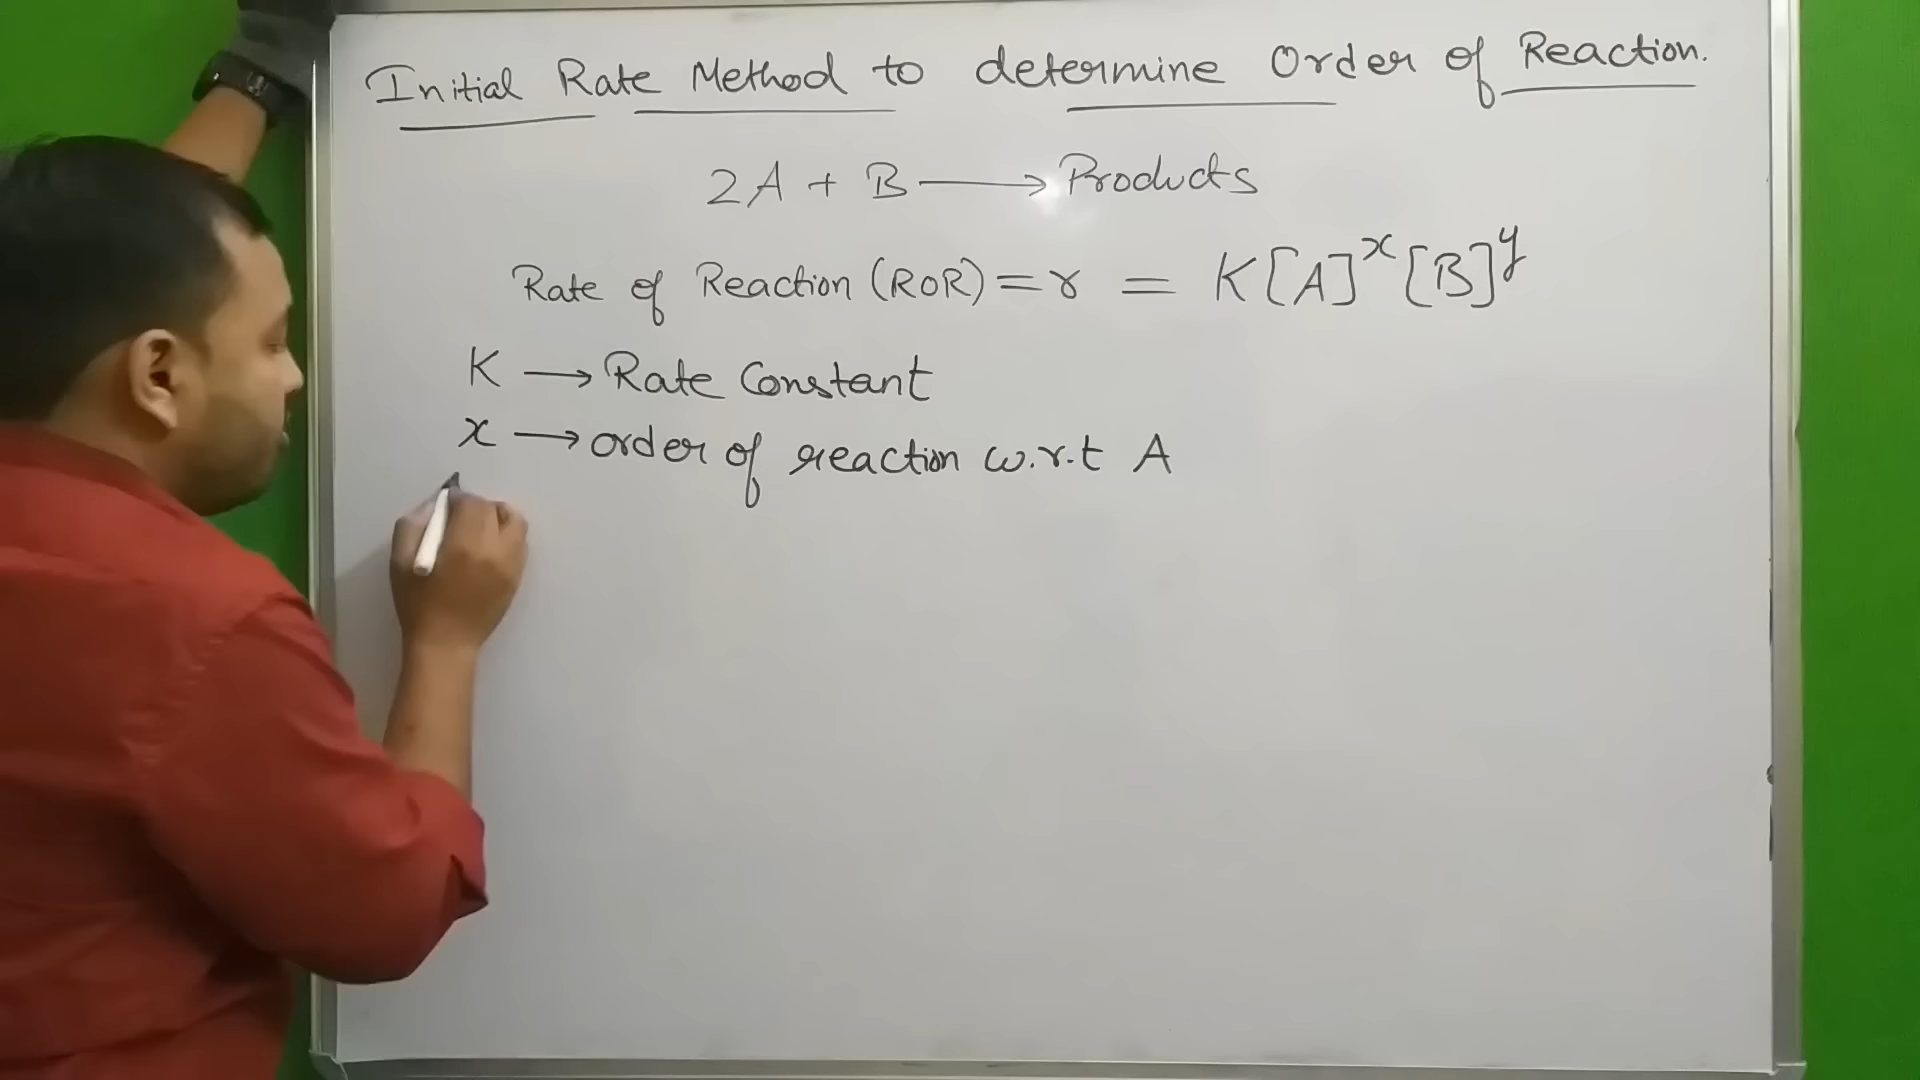 Initial Rate Method to determine Order of Reaction.
2A + B ⟶ Products
Rate of Reaction (ROR) = r = K[A]^x [B]^y
K ⟶ Rate Constant
x ⟶ order of reaction w.r.t A